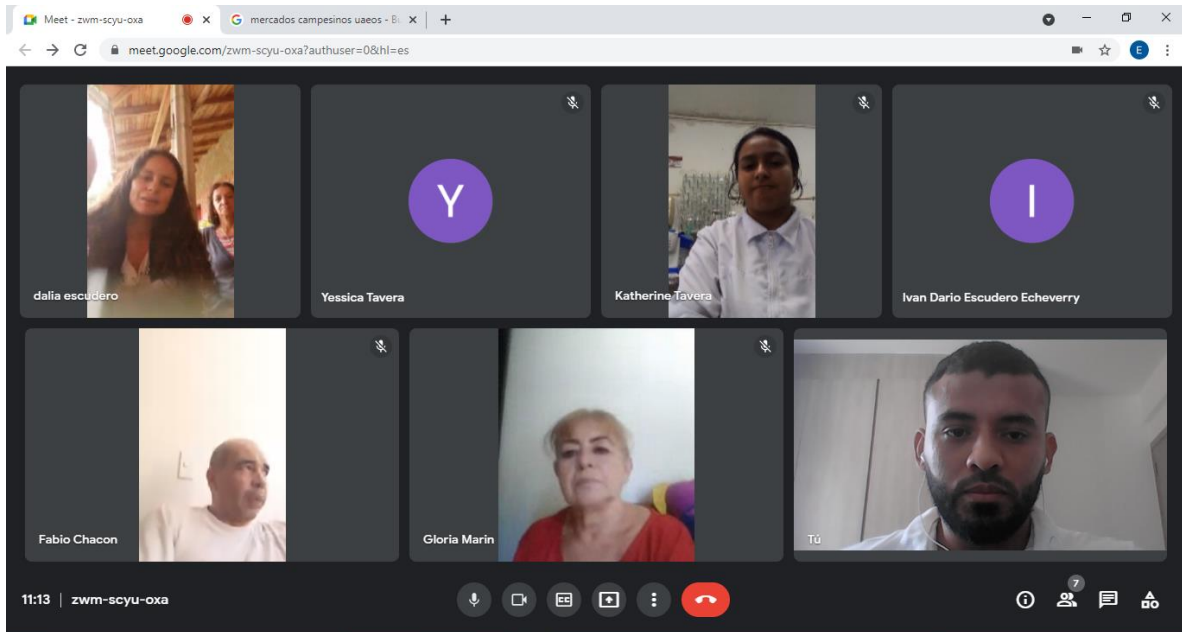 Meet - zwm-scyu-oxa
mercados campesinos uaeos - B
meet.google.com/zwm-scyu-oxa?authuser=0&hl=es
E
dalia escudero
Y
Yessica Tavera
Katherine Tavera
I
Ivan Dario Escudero Echeverry
Fabio Chacon
Gloria Marin
Tú
11:13 | zwm-scyu-oxa
CC
7